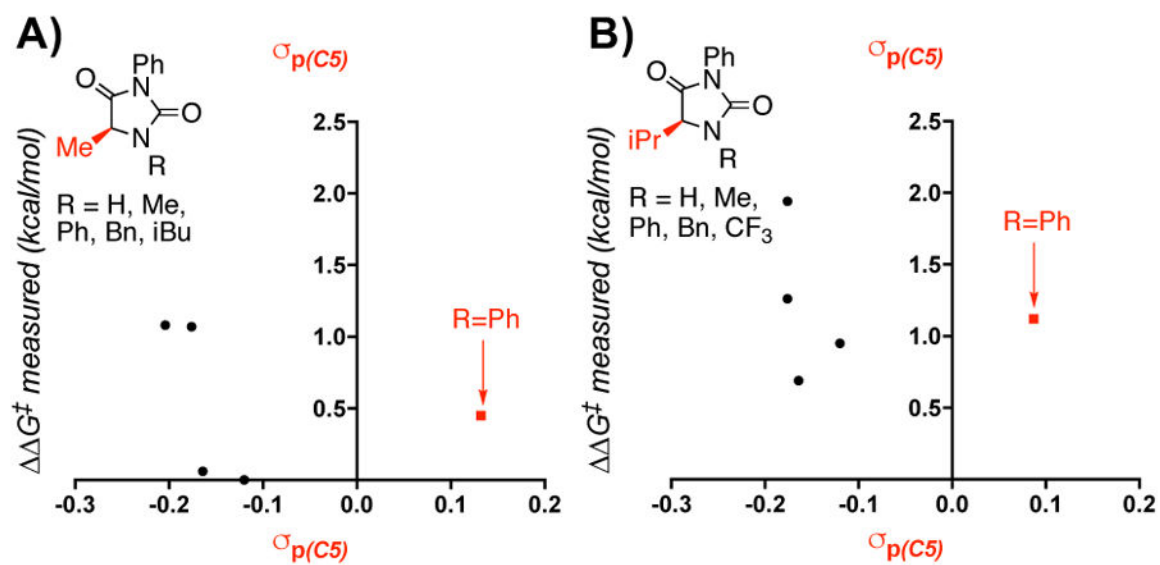 A)
σp(C5)
Ph
O
N
O
N
Me
R
R = H, Me,
Ph, Bn, iBu
ΔΔG‡ measured (kcal/mol)
2.5
2.0
1.5
1.0
0.5
R=Ph
-0.3
-0.2
-0.1
0.0
0.1
0.2
σp(C5)
B)
σp(C5)
Ph
O
N
O
N
iPr
R
R = H, Me,
Ph, Bn, CF3
ΔΔG‡ measured (kcal/mol)
2.5
2.0
1.5
1.0
0.5
R=Ph
-0.3
-0.2
-0.1
0.0
0.1
0.2
σp(C5)